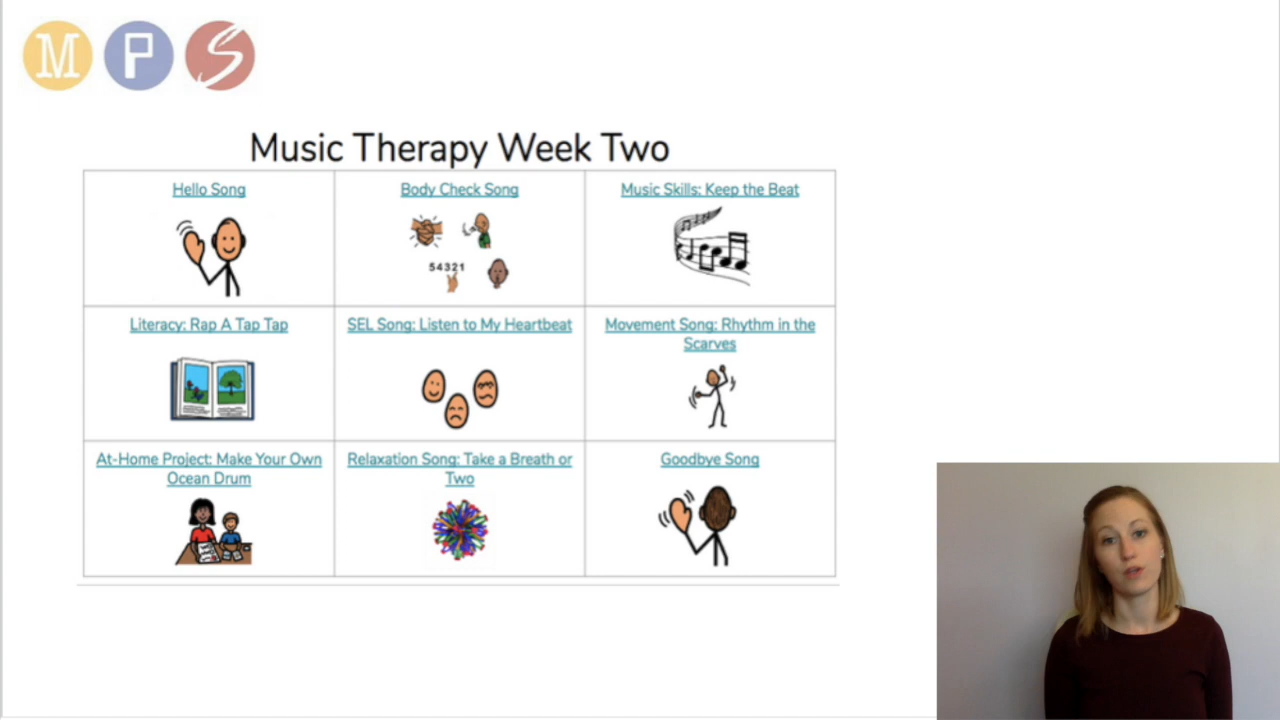 M P S
Music Therapy Week Two
Hello Song
Body Check Song
Music Skills: Keep the Beat
54321
Literacy: Rap A Tap Tap
SEL Song: Listen to My Heartbeat
Movement Song: Rhythm in the
Scarves
At-Home Project: Make Your Own
Ocean Drum
Relaxation Song: Take a Breath or
Two
Goodbye Song